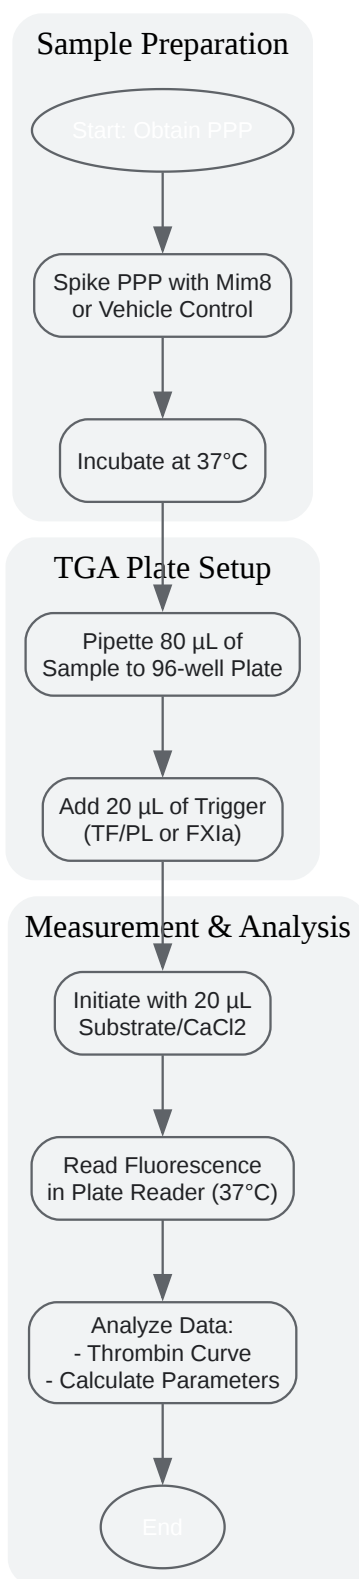 Sample Preparation
Start: Obtain PPP
Spike PPP with Mim8
or Vehicle Control
Incubate at 37°C
TGA Plate Setup
Pipette 80 µL of
Sample to 96-well Plate
Add 20 µL of Trigger
(TF/PL or FXIa)
Measurement & Analysis
Initiate with 20 µL
Substrate/CaCl2
Read Fluorescence
in Plate Reader (37°C)
Analyze Data:
- Thrombin Curve
- Calculate Parameters
End